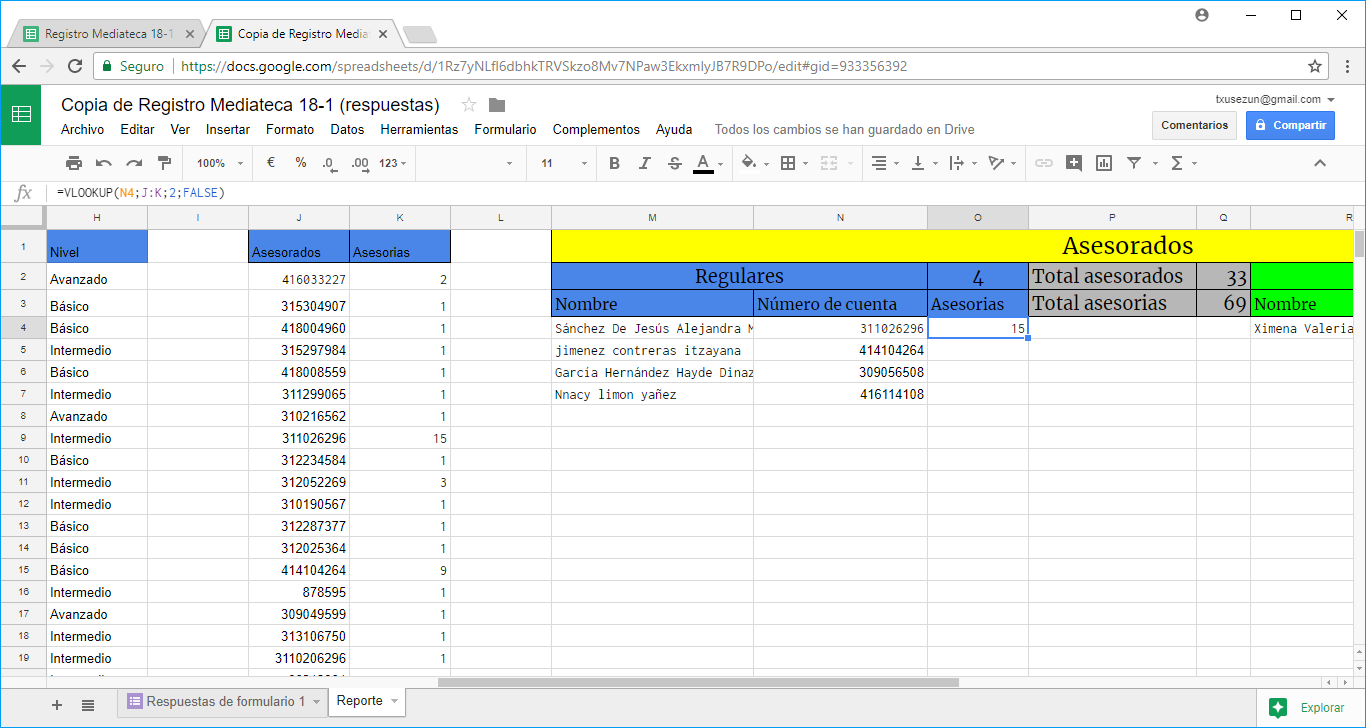 Registro Mediateca 18-1
Copia de Registro Media
Seguro https://docs.google.com/spreadsheets/d/1Rz7yNLfl6dbhkTRVSkzo8Mv7NPaw3EkxmlyJB7R9DPo/edit#gid=933356392
Copia de Registro Mediateca 18-1 (respuestas)
txusezun@gmail.com
Archivo Editar Ver Insertar Formato Datos Herramientas Formulario Complementos Ayuda Todos los cambios se han guardado en Drive
Comentarios Compartir
100% € % .0 .00 123 11 B I S A Σ
fx =VLOOKUP(N4;J:K;2;FALSE)
H I J K L M N O P Q R
1 Nivel Asesorados Asesorias Asesorados
2 Avanzado 416033227 2 Regulares 4 Total asesorados 33
3 Básico 315304907 1 Nombre Número de cuenta Asesorias Total asesorias 69 Nombre
4 Básico 418004960 1 Sánchez De Jesús Alejandra M 311026296 15 Ximena Valeria
5 Intermedio 315297984 1 jimenez contreras itzayana 414104264
6 Básico 418008559 1 García Hernández Hayde Dinaz 309056508
7 Intermedio 311299065 1 Nnacy limon yañez 416114108
8 Avanzado 310216562 1
9 Intermedio 311026296 15
10 Básico 312234584 1
11 Intermedio 312052269 3
12 Intermedio 310190567 1
13 Básico 312287377 1
14 Básico 312025364 1
15 Básico 414104264 9
16 Intermedio 878595 1
17 Avanzado 309049599 1
18 Intermedio 313106750 1
19 Intermedio 3110206296 1
Respuestas de formulario 1 Reporte Explorar